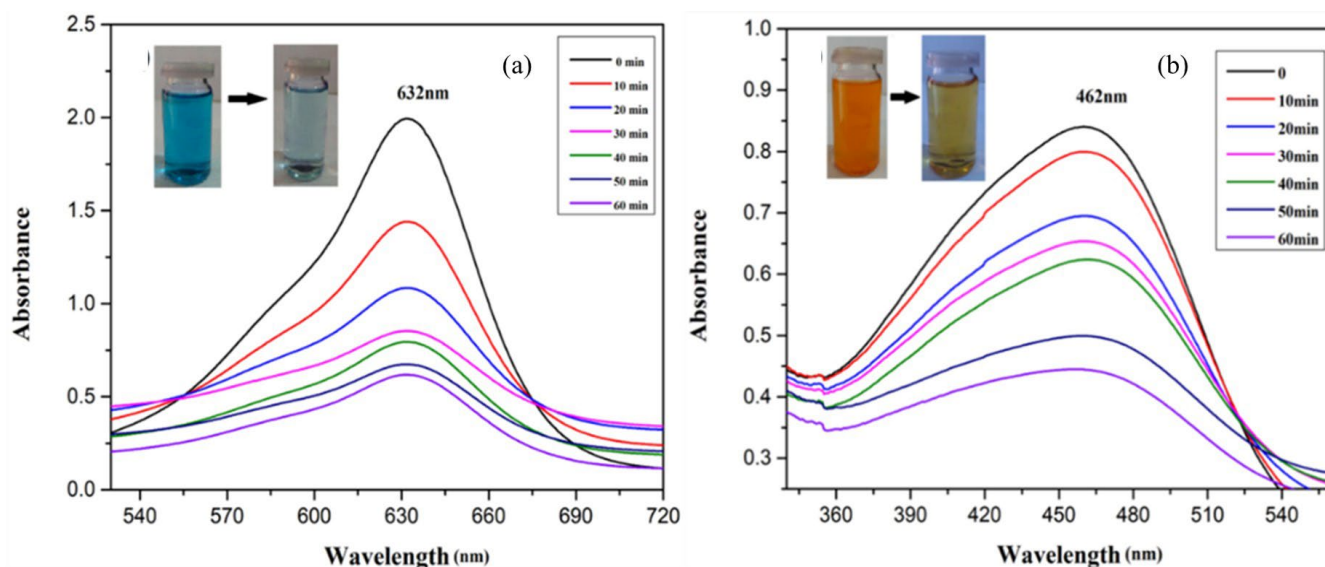 (a)
632nm
0 min
10 min
20 min
30 min
40 min
50 min
60 min
2.5
2.0
1.5
1.0
0.5
0.0
Absorbance
540
570
600
630
660
690
720
Wavelength (nm)
(b)
462nm
0
10min
20min
30min
40min
50min
60min
1.0
0.9
0.8
0.7
0.6
0.5
0.4
0.3
Absorbance
360
390
420
450
480
510
540
Wavelength (nm)